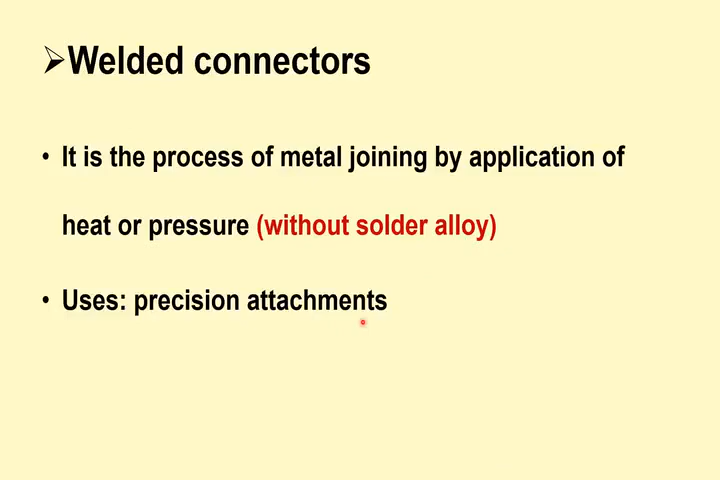 ➢Welded connectors
• It is the process of metal joining by application of
heat or pressure (without solder alloy)
• Uses: precision attachments